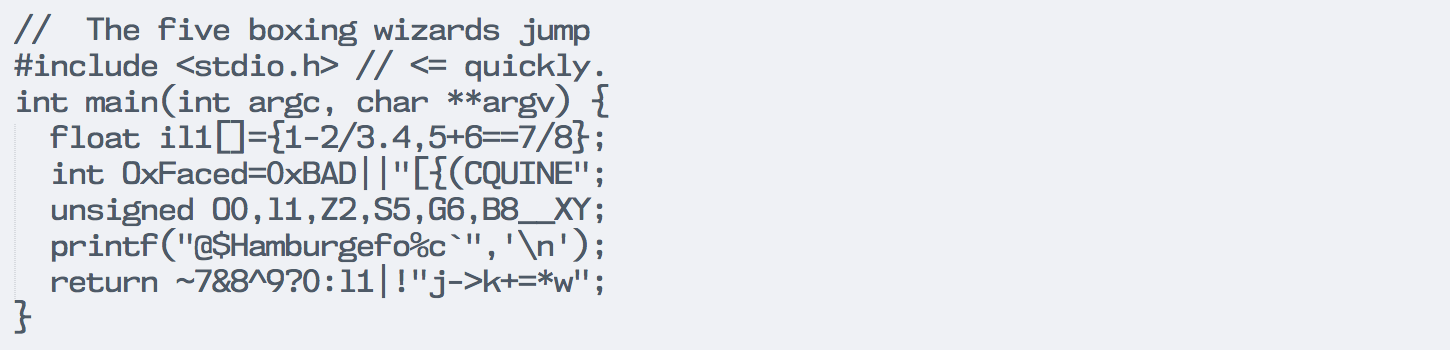 //  The five boxing wizards jump
#include <stdio.h> // <= quickly.
int main(int argc, char **argv) {
  float il1[]={1-2/3.4,5+6==7/8};
  int OxFaced=0xBAD||"[{(CQUINE";
  unsigned O0,l1,Z2,S5,G6,B8__XY;
  printf("@$Hamburgefo%c`",'\n');
  return ~7&8^9?0:l1|!"j->k+=*w";
}